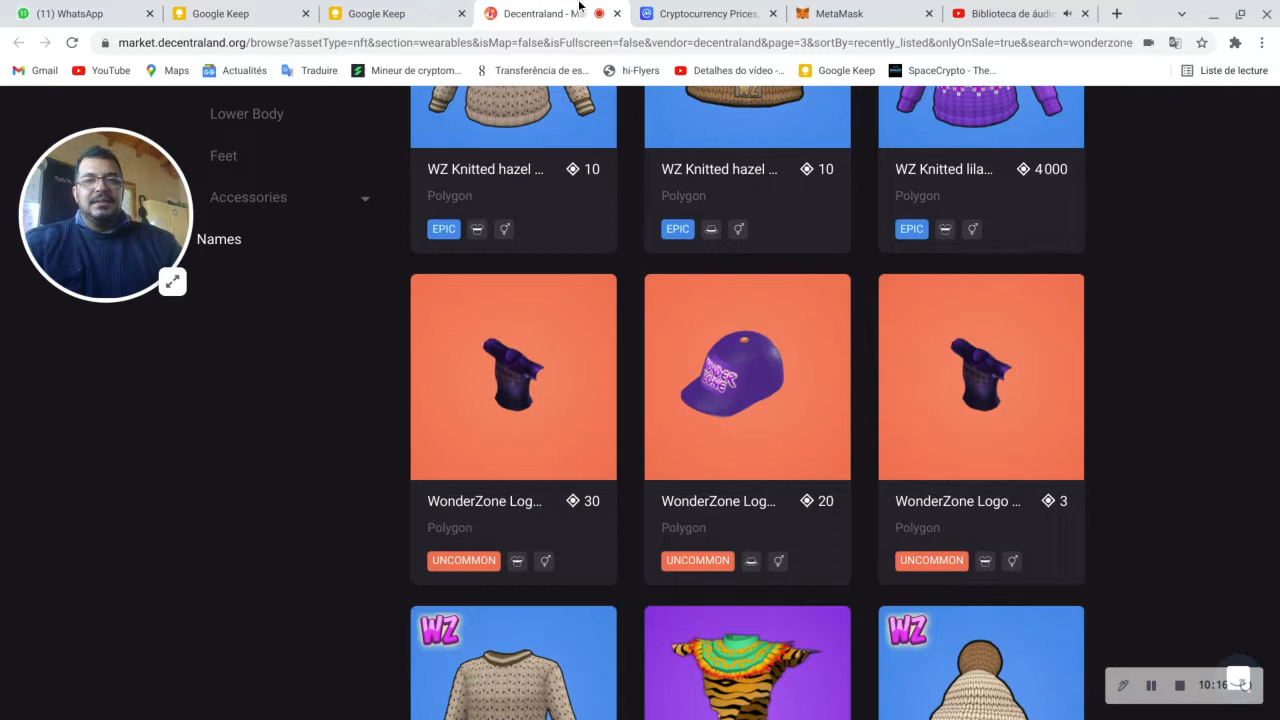 (11) WhatsApp
Google Keep
Google Keep
Decentraland - Ma
Cryptocurrency Prices,
MetaMask
Biblioteca de áudio
market.decentraland.org/browse?assetType=nft&section=wearables&isMap=false&isFullscreen=false&vendor=decentraland&page=3&sortBy=recently_listed&onlyOnSale=true&search=wonderzone
Gmail
YouTube
Maps
Actualités
Traduire
Mineur de cryptom...
Transferência de es...
hi-Flyers
Detalhes do vídeo -...
Google Keep
SpaceCrypto - The...
Liste de lecture
Lower Body
Feet
Accessories
Names
WZ Knitted hazel ... 10
Polygon
EPIC
WZ Knitted hazel ... 10
Polygon
EPIC
WZ Knitted lila... 4 000
Polygon
EPIC
WonderZone Log... 30
Polygon
UNCOMMON
WONDER
ZONE
WonderZone Log... 20
Polygon
UNCOMMON
WonderZone Logo ... 3
Polygon
UNCOMMON
WZ
WZ
10:16